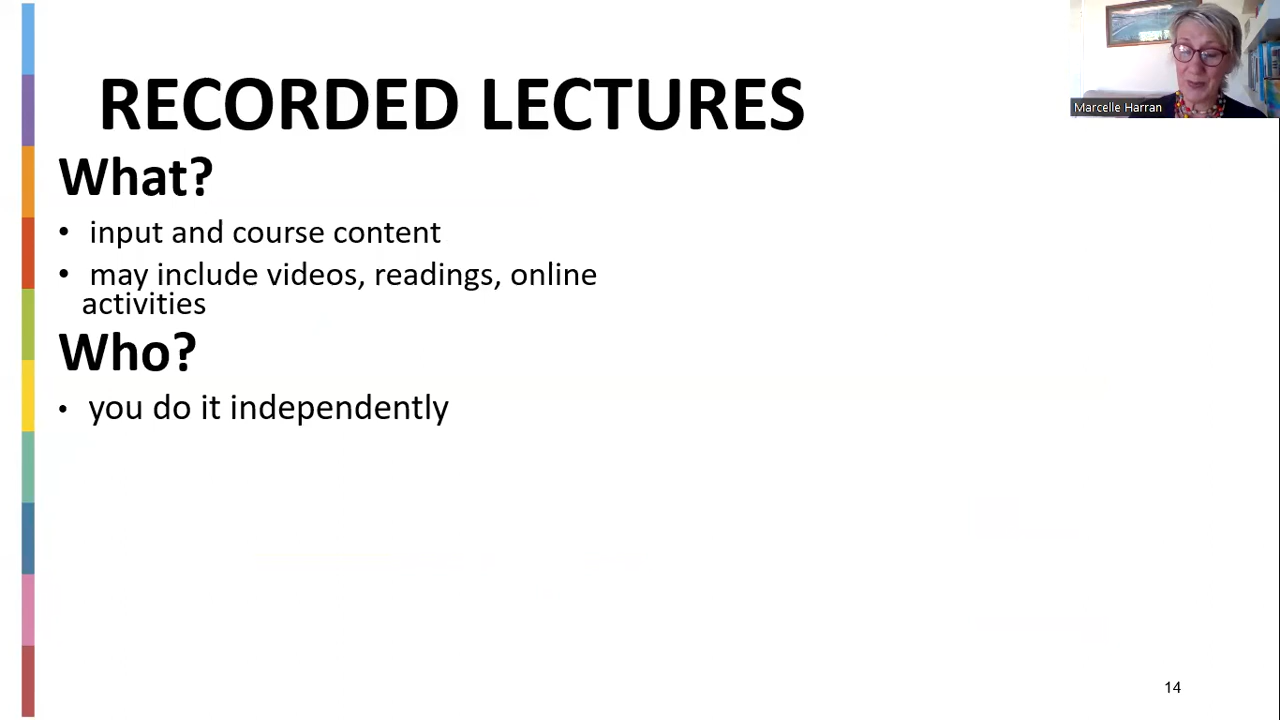 RECORDED LECTURES
Marcelle Harran
What?
• input and course content
• may include videos, readings, online
activities
Who?
• you do it independently
14